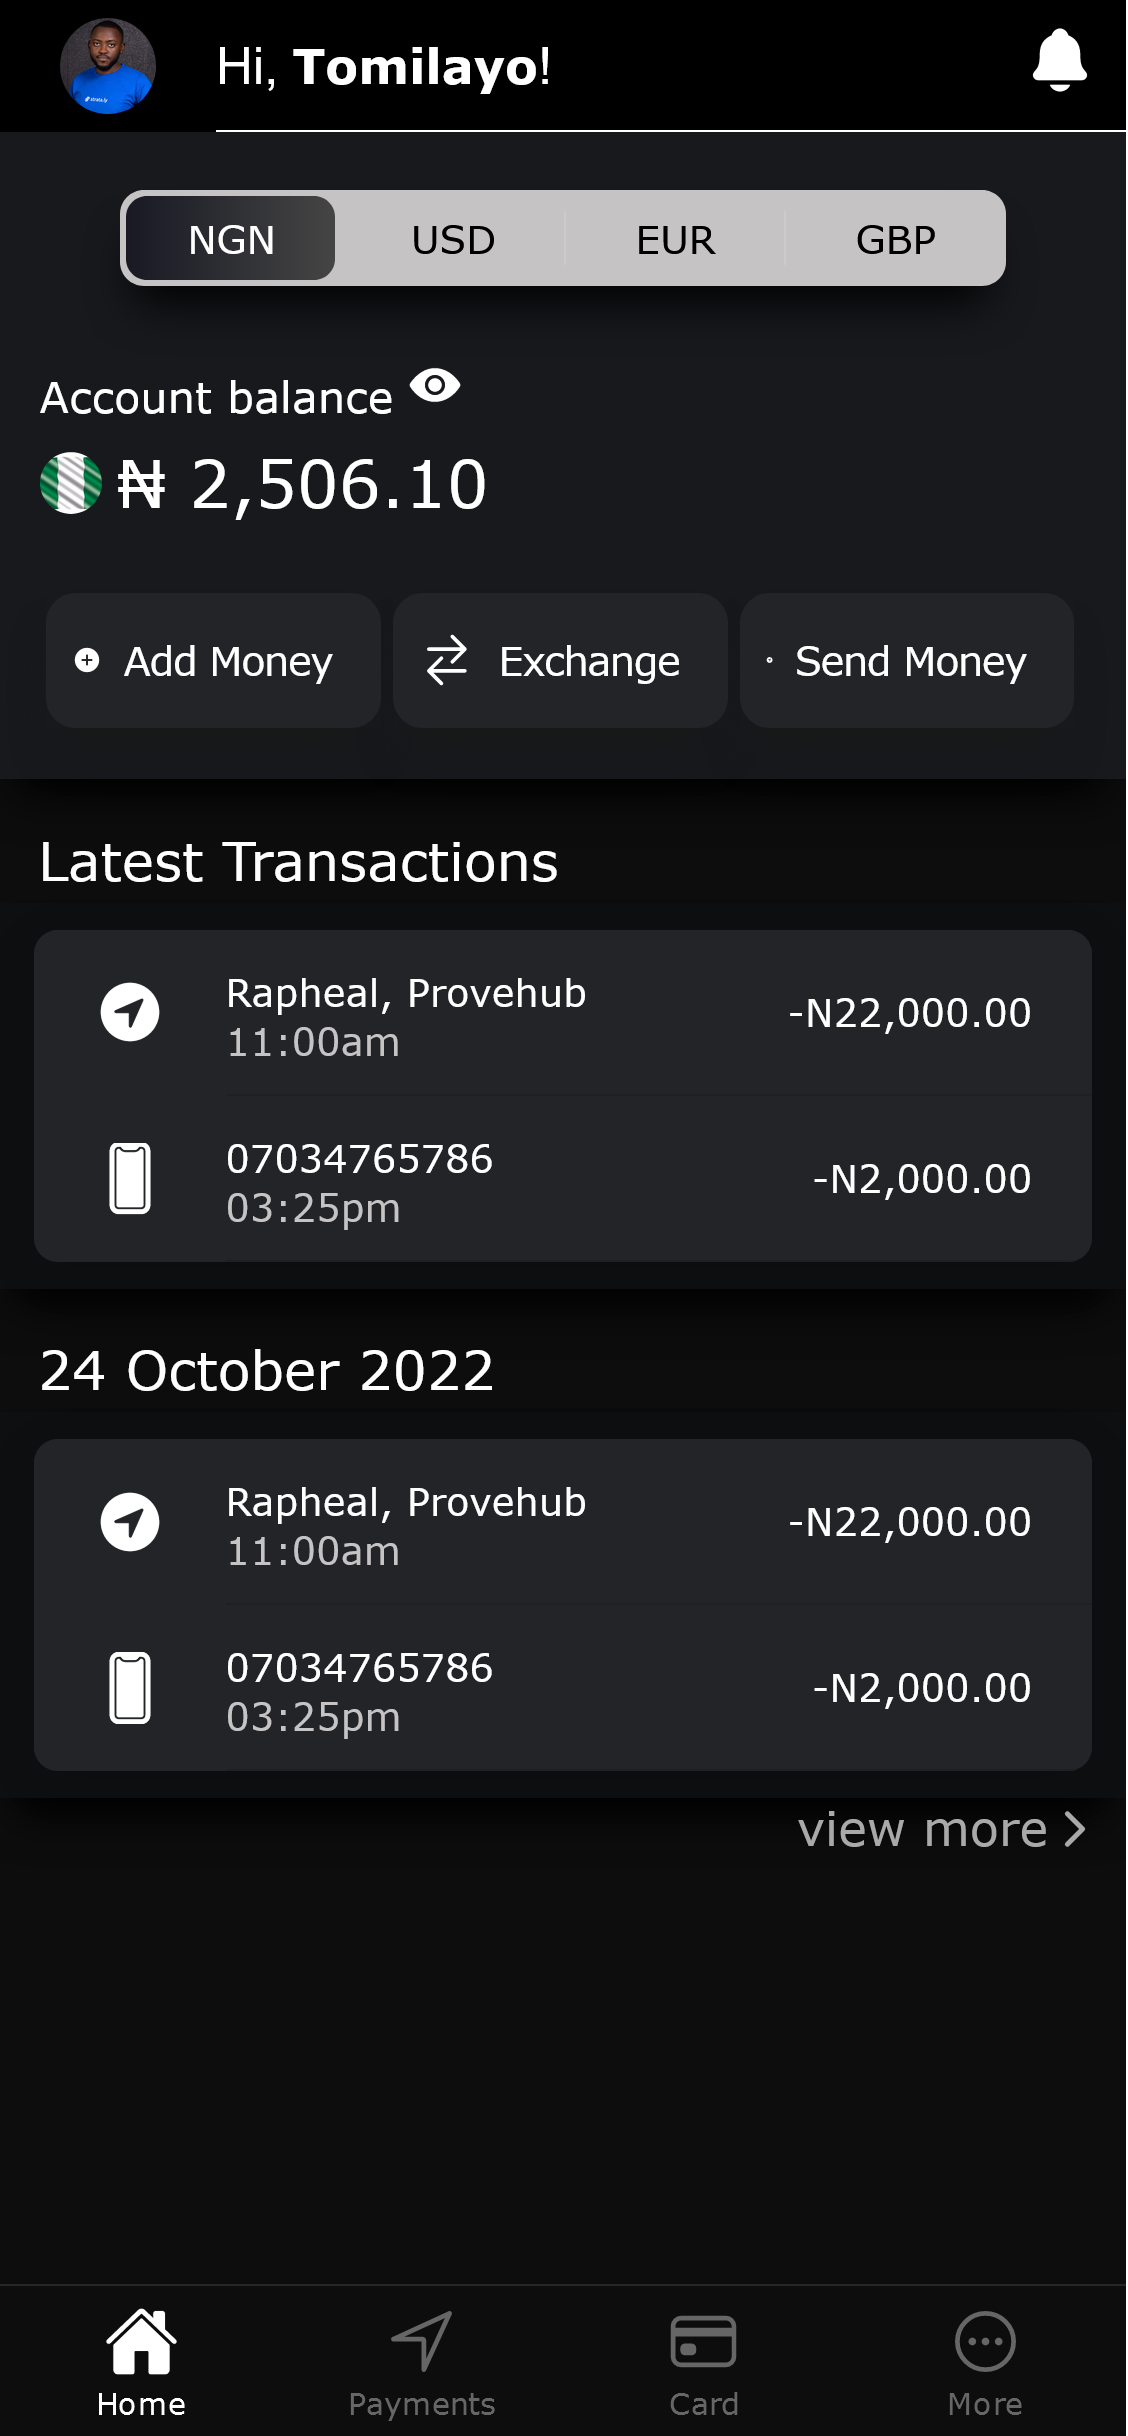 Hi, Tomilayo!
NGN USD EUR GBP
Account balance
₦ 2,506.10
Add Money Exchange Send Money
Latest Transactions
Rapheal, Provehub
11:00am
-N22,000.00
07034765786
03:25pm
-N2,000.00
24 October 2022
Rapheal, Provehub
11:00am
-N22,000.00
07034765786
03:25pm
-N2,000.00
view more
Home Payments Card More